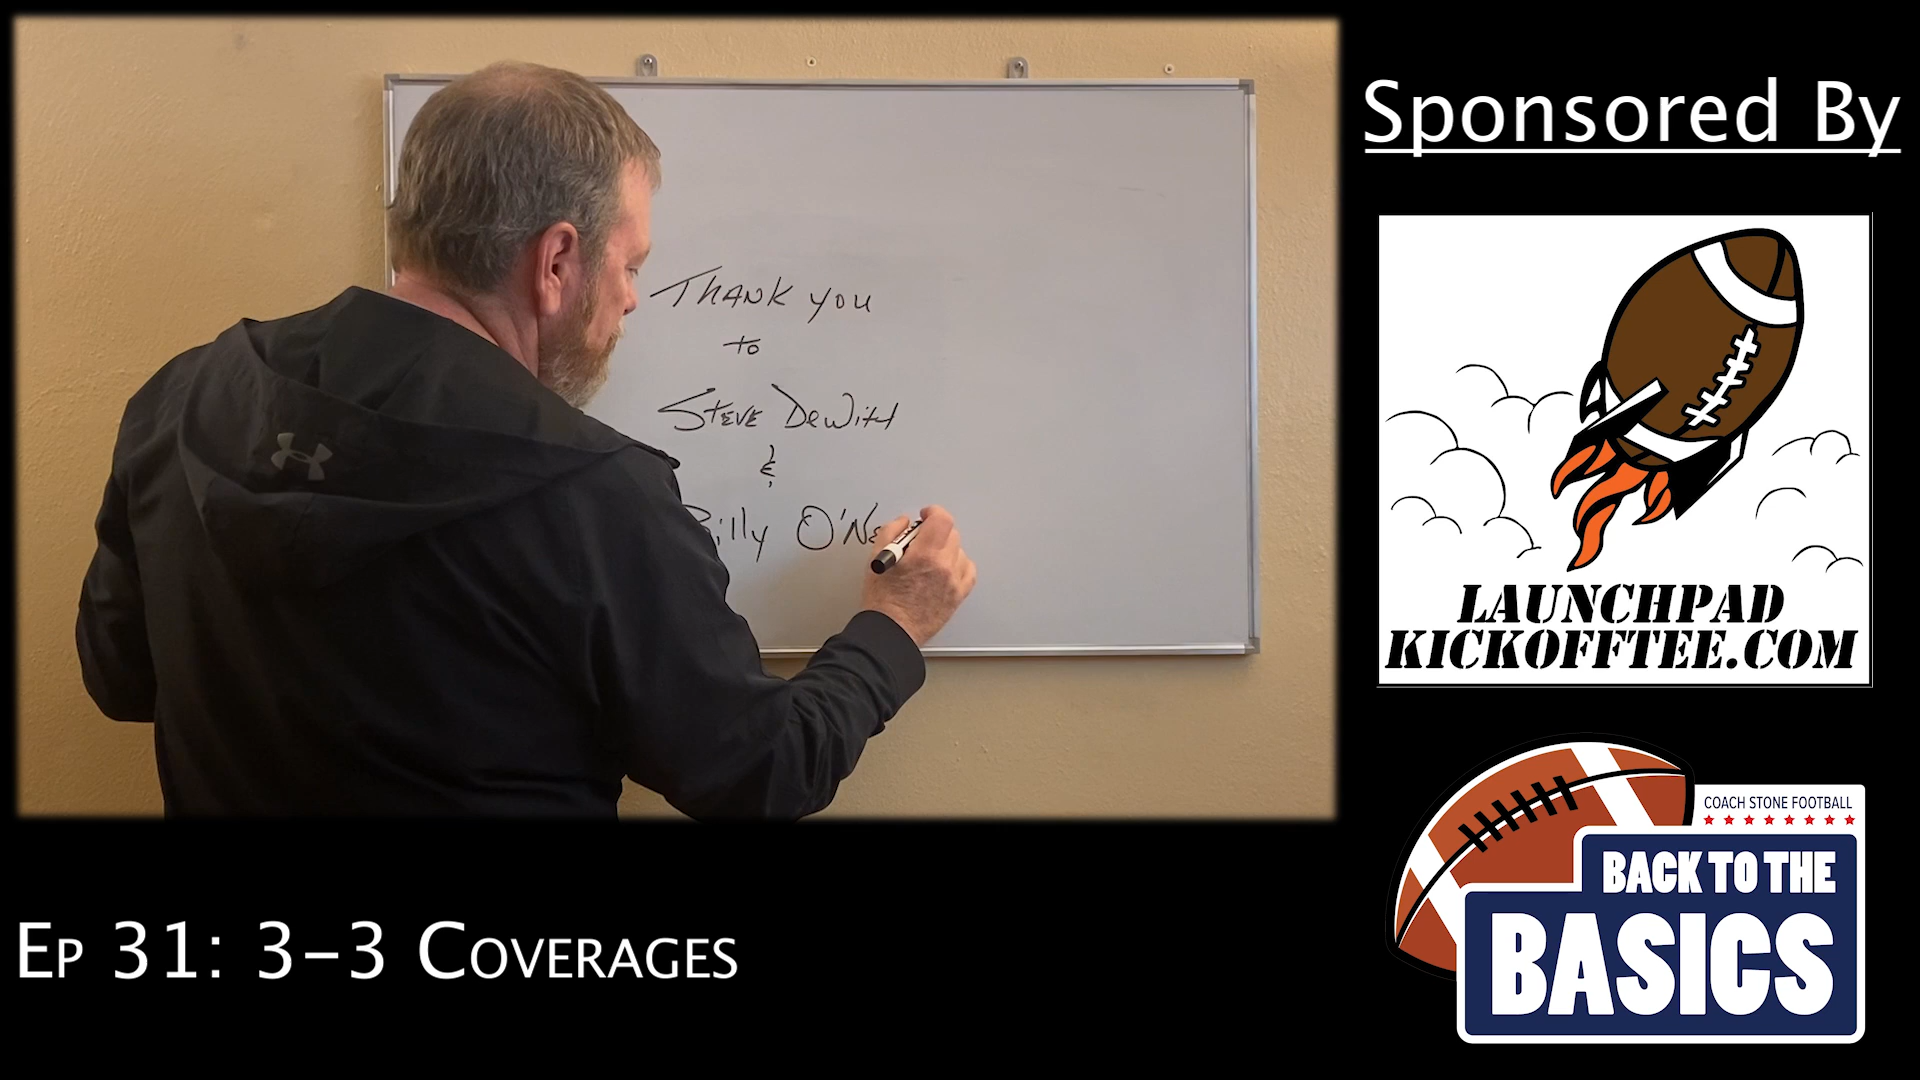 Sponsored By
THANK you
to
STEVE DeWitt
&
Billy O'Ne
LAUNCHPAD
KICKOFFTEE.COM
COACH STONE FOOTBALL
BACK TO THE
BASICS
Ep 31: 3-3 Coverages